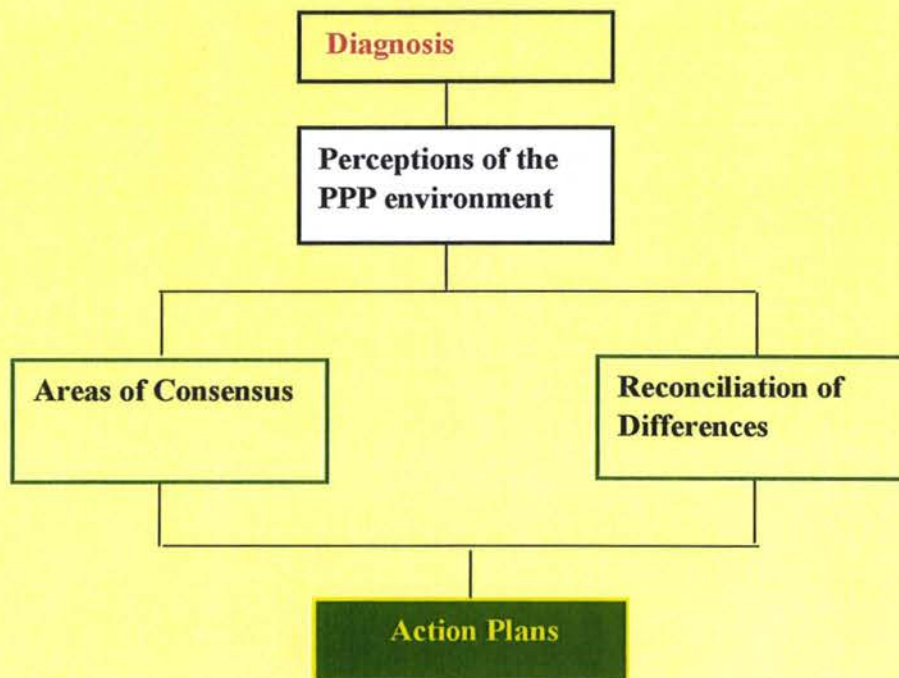 Diagnosis
Perceptions of the
PPP environment
Areas of Consensus
Reconciliation of
Differences
Action Plans